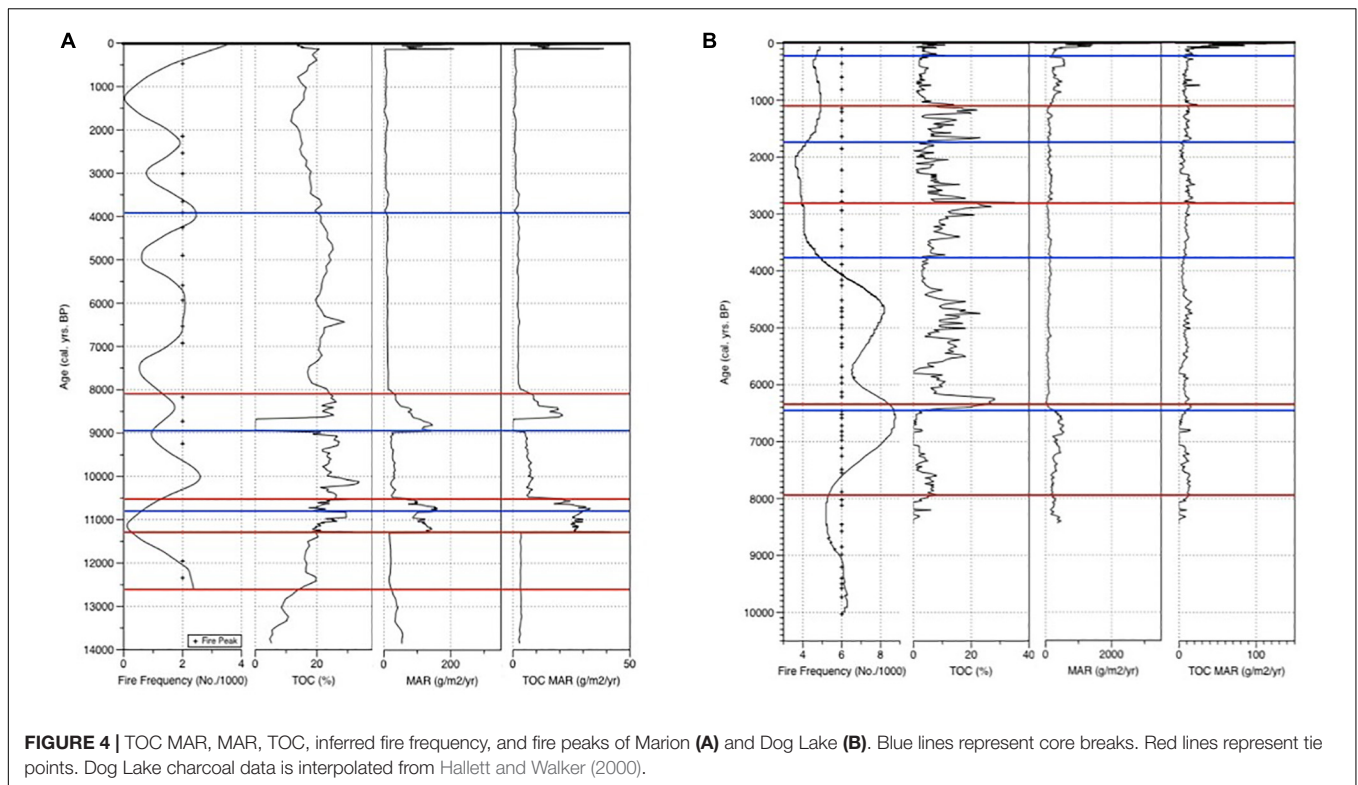 A
B
0
1000
2000
3000
4000
5000
6000
7000
8000
9000
10000
11000
12000
13000
14000
Age (cal. yrs. BP)
Fire Peak
0 2 4 0 20 0 200 0 50
Fire Frequency (No./1000) TOC (%) MAR (g/m2/yr) TOC MAR (g/m2/yr)
0
1000
2000
3000
4000
5000
6000
7000
8000
9000
10000
Age (cal. yrs. BP)
4 6 8 0 20 40 0 2000 0 100
Fire Frequency (No./1000) TOC (%) MAR (g/m2/yr) TOC MAR (g/m2/yr)
FIGURE 4 | TOC MAR, MAR, TOC, inferred fire frequency, and fire peaks of Marion (A) and Dog Lake (B). Blue lines represent core breaks. Red lines represent tie
points. Dog Lake charcoal data is interpolated from Hallett and Walker (2000).